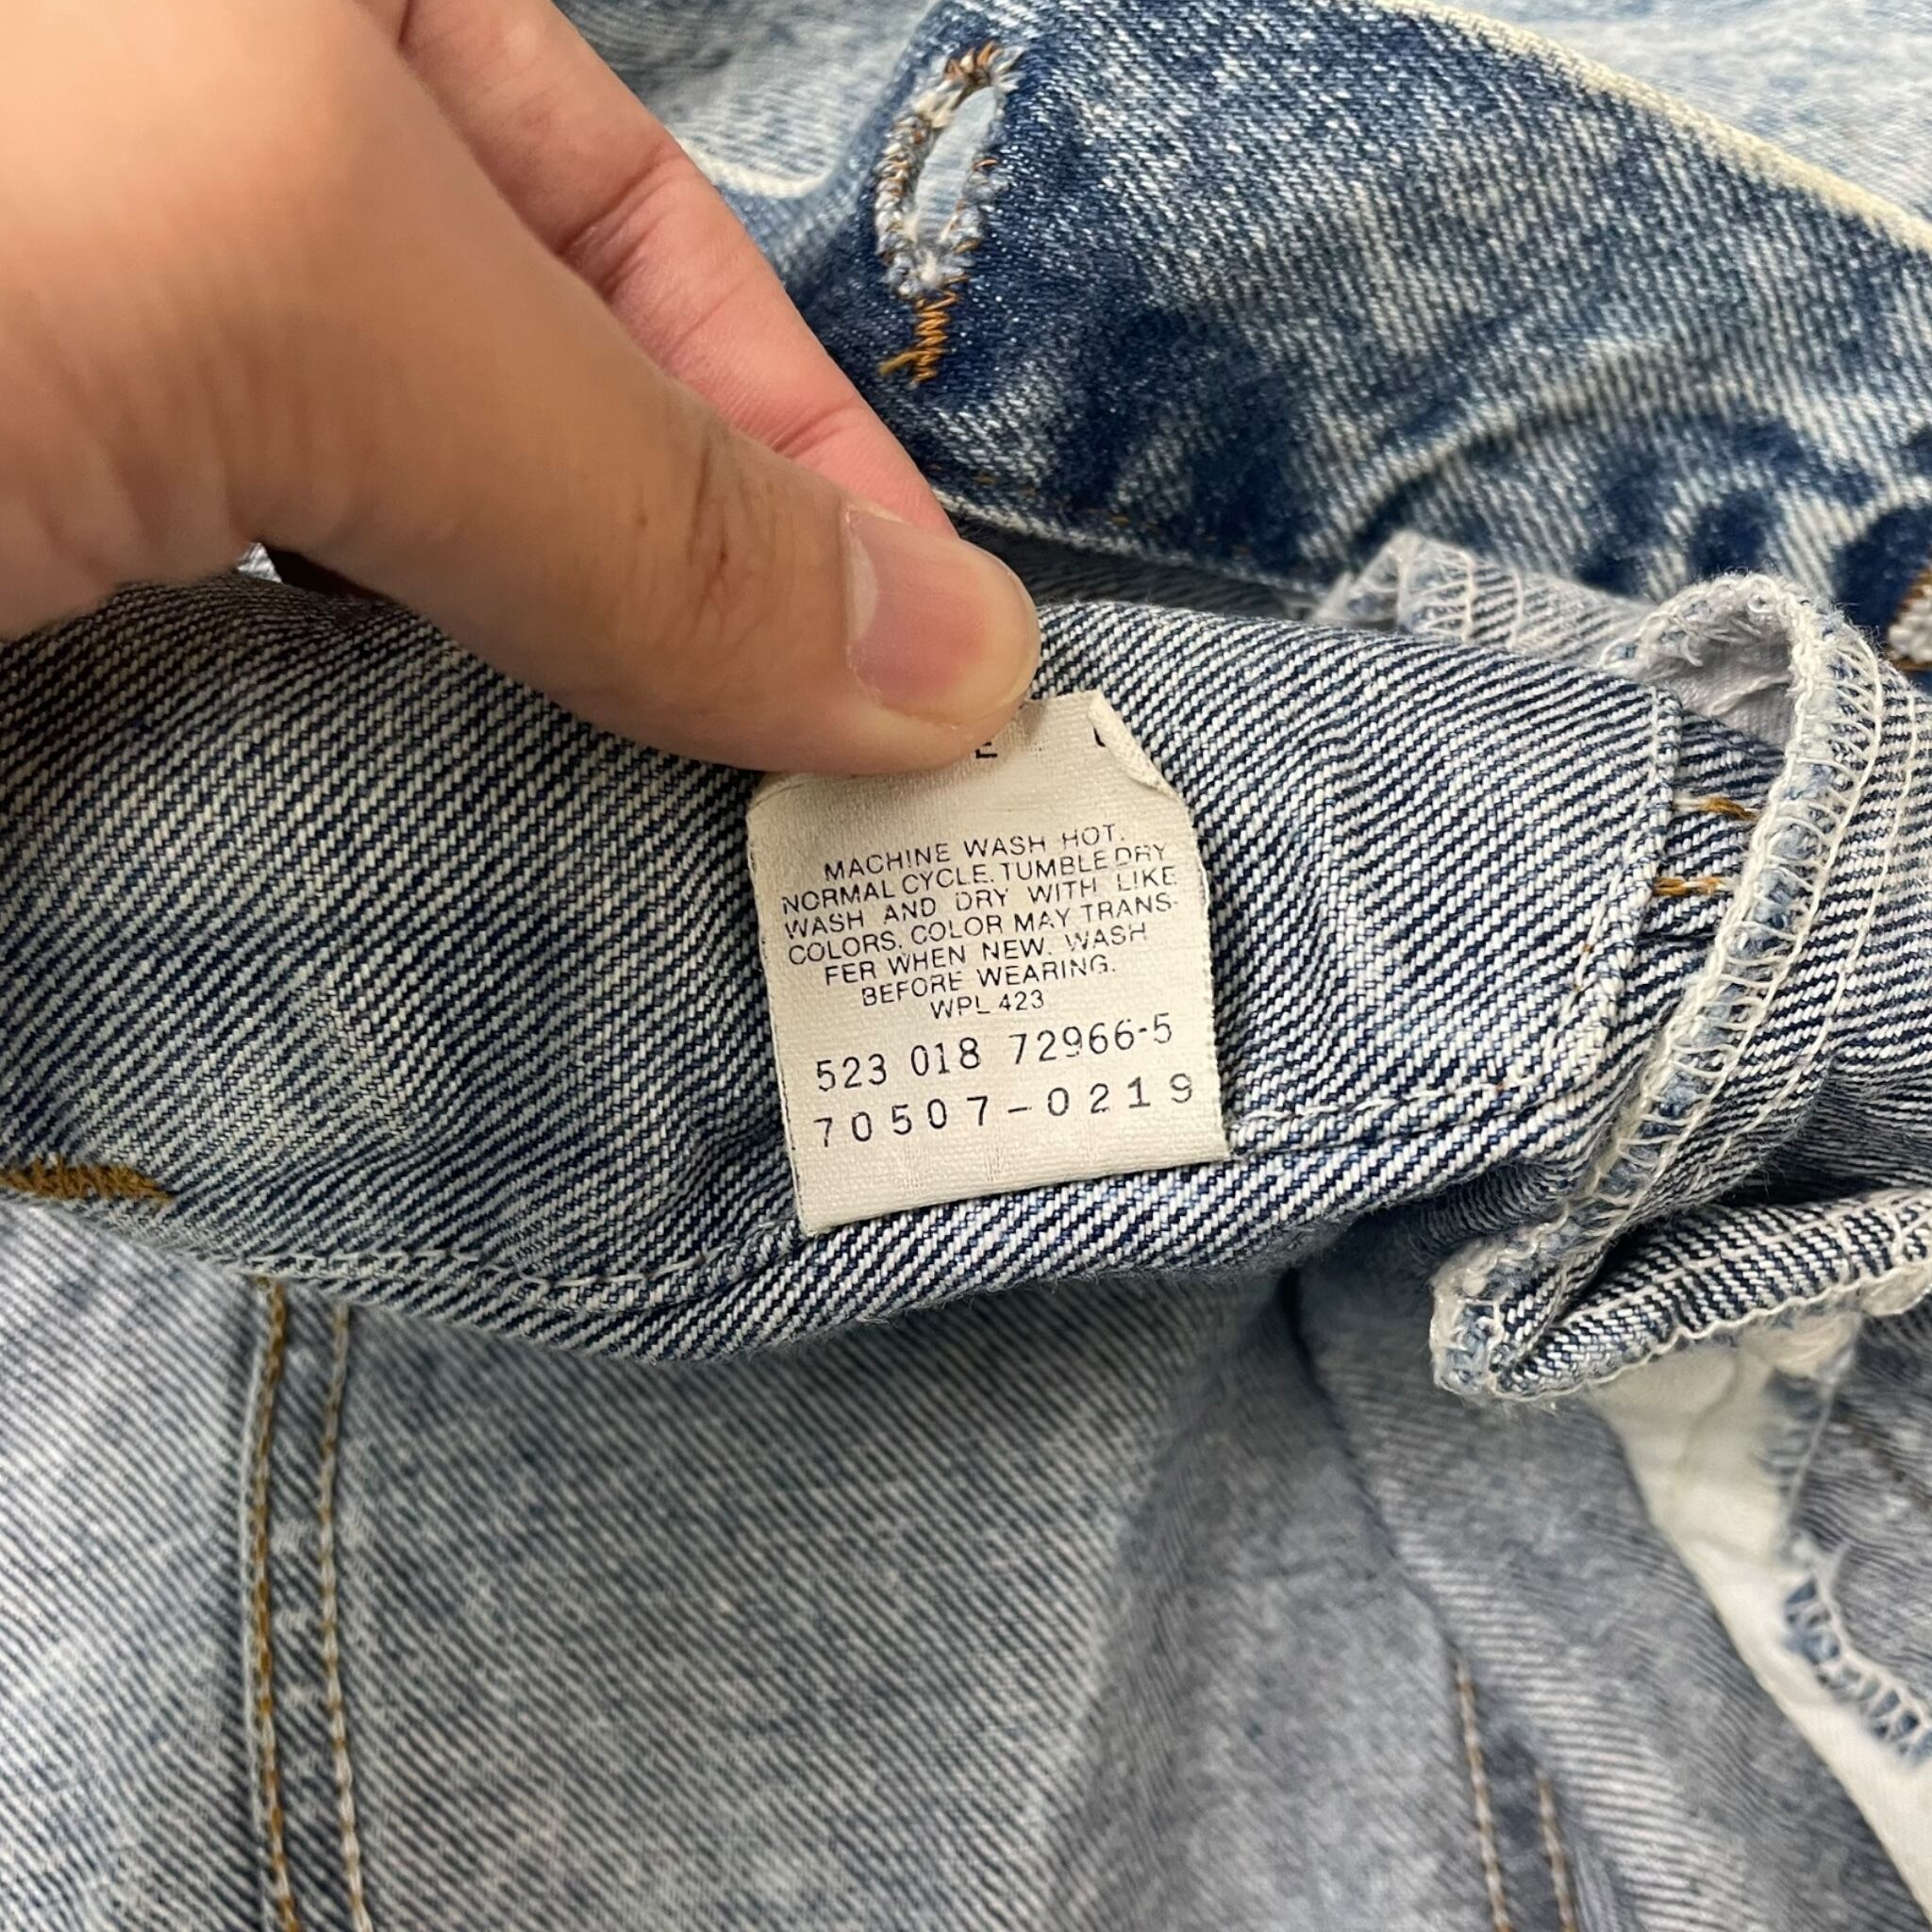 E
MACHINE WASH HOT.
NORMAL CYCLE. TUMBLE DRY
WASH AND DRY WITH LIKE
COLORS. COLOR MAY TRANS-
FER WHEN NEW. WASH
BEFORE WEARING.
WPL 423
523 018 72966-5
70507-0219